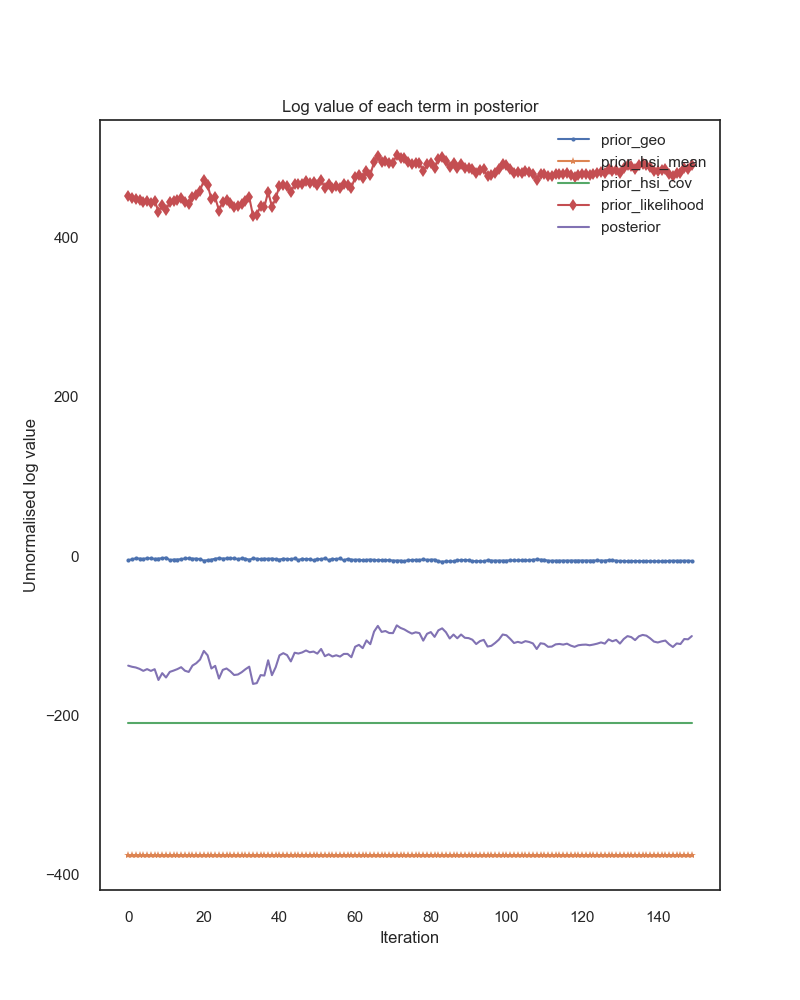 Log value of each term in posterior
prior_geo
prior_hsi_mean
prior_hsi_cov
prior_likelihood
posterior
400
200
0
−200
−400
Unnormalised log value
0 20 40 60 80 100 120 140
Iteration